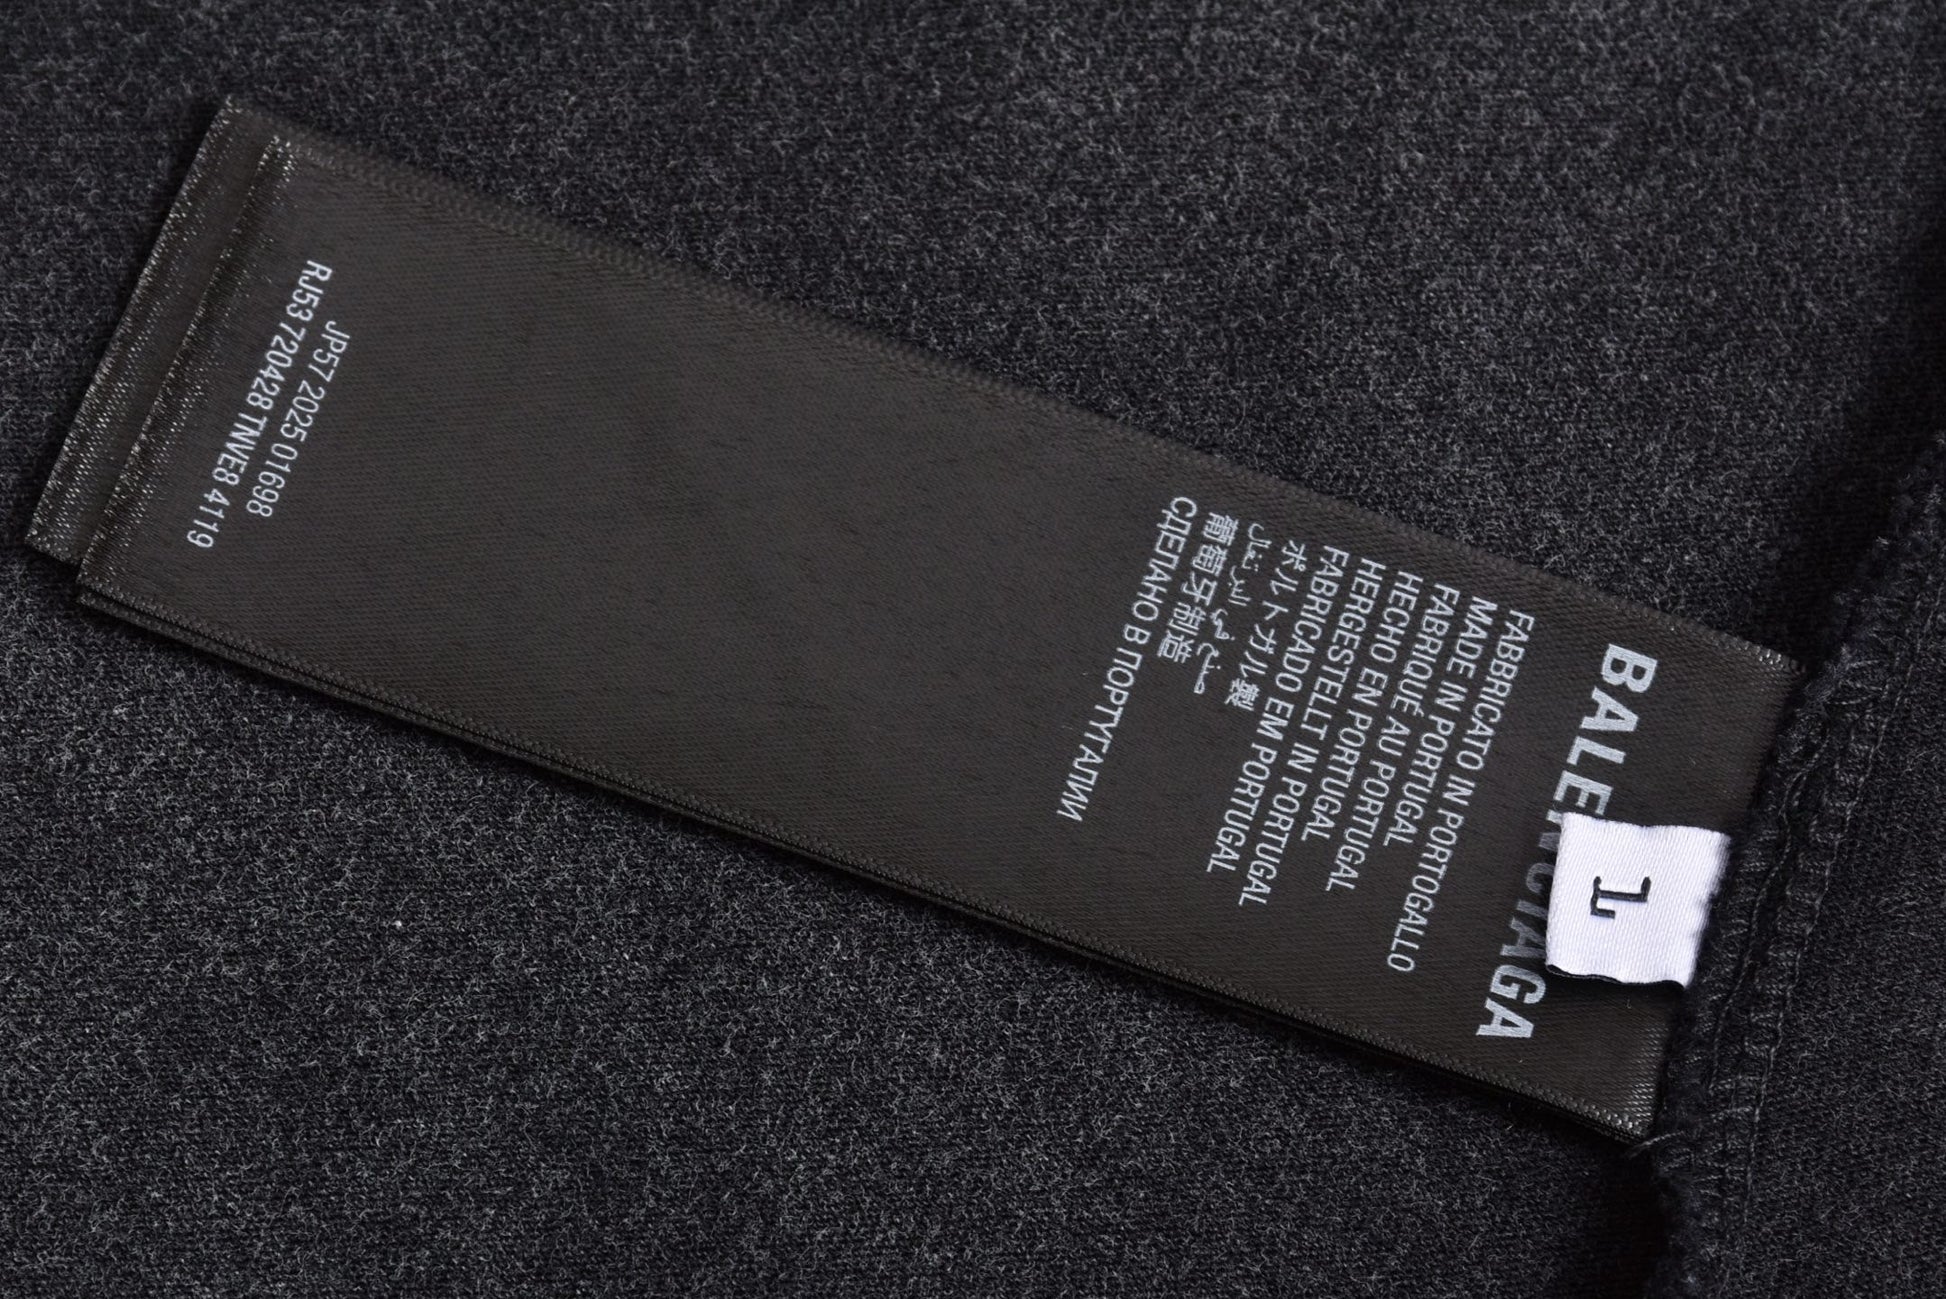 BALENCIAGA
L
FABBRICATO IN PORTOGALLO
MADE IN PORTUGAL
FABRIQUÉ AU PORTUGAL
HECHO EN PORTUGAL
HERGESTELLT IN PORTUGAL
FABRICADO EM PORTUGAL
ポルトガル製
صنع في البرتغال
葡萄牙制造
СДЕЛАНО В ПОРТУГАЛИИ
JP57 2025 01698
RJ53 720428 TNVE8 4119